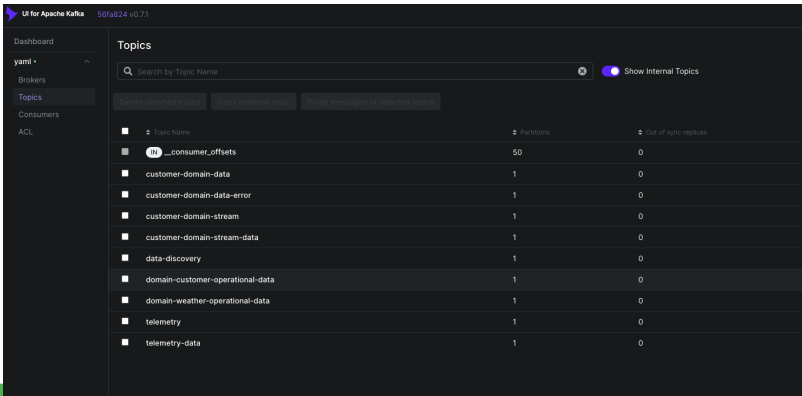 UI for Apache Kafka 56fa824 v0.7.1
Dashboard
yaml
Brokers
Topics
Consumers
ACL
Topics
Search by Topic Name
Show Internal Topics
Delete selected topics Copy selected topic Purge messages of selected topics
Topic Name Partitions Out of sync replicas
IN __consumer_offsets 50 0
customer-domain-data 1 0
customer-domain-data-error 1 0
customer-domain-stream 1 0
customer-domain-stream-data 1 0
data-discovery 1 0
domain-customer-operational-data 1 0
domain-weather-operational-data 1 0
telemetry 1 0
telemetry-data 1 0